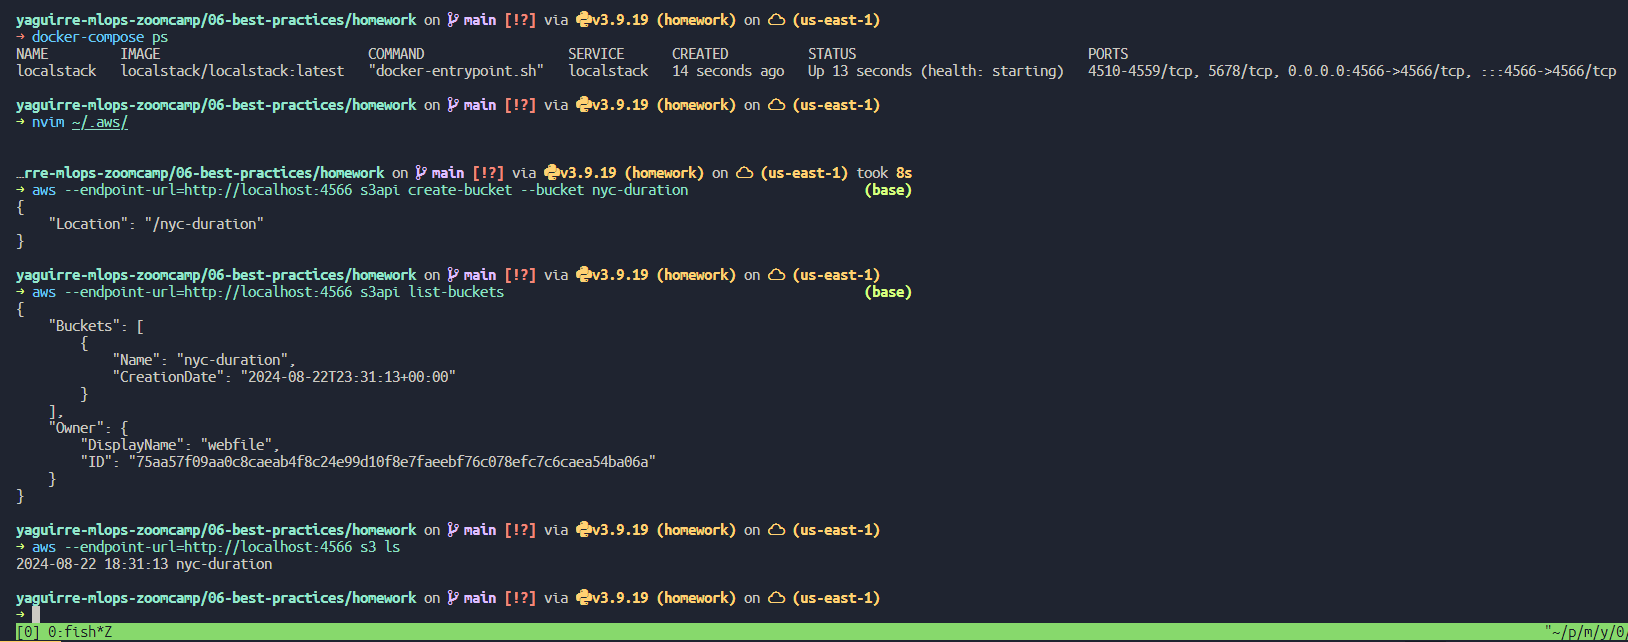 yaguirre-mlops-zoomcamp/06-best-practices/homework on main [!?] via v3.9.19 (homework) on (us-east-1)
→ docker-compose ps
NAME IMAGE COMMAND SERVICE CREATED STATUS PORTS
localstack localstack/localstack:latest "docker-entrypoint.sh" localstack 14 seconds ago Up 13 seconds (health: starting) 4510-4559/tcp, 5678/tcp, 0.0.0.0:4566->4566/tcp, :::4566->4566/tcp
yaguirre-mlops-zoomcamp/06-best-practices/homework on main [!?] via v3.9.19 (homework) on (us-east-1)
→ nvim ~/.aws/
…rre-mlops-zoomcamp/06-best-practices/homework on main [!?] via v3.9.19 (homework) on (us-east-1) took 8s
→ aws --endpoint-url=http://localhost:4566 s3api create-bucket --bucket nyc-duration (base)
{
    "Location": "/nyc-duration"
}
yaguirre-mlops-zoomcamp/06-best-practices/homework on main [!?] via v3.9.19 (homework) on (us-east-1)
→ aws --endpoint-url=http://localhost:4566 s3api list-buckets (base)
{
    "Buckets": [
        {
            "Name": "nyc-duration",
            "CreationDate": "2024-08-22T23:31:13+00:00"
        }
    ],
    "Owner": {
        "DisplayName": "webfile",
        "ID": "75aa57f09aa0c8caeab4f8c24e99d10f8e7faeebf76c078efc7c6caea54ba06a"
    }
}
yaguirre-mlops-zoomcamp/06-best-practices/homework on main [!?] via v3.9.19 (homework) on (us-east-1)
→ aws --endpoint-url=http://localhost:4566 s3 ls
2024-08-22 18:31:13 nyc-duration
yaguirre-mlops-zoomcamp/06-best-practices/homework on main [!?] via v3.9.19 (homework) on (us-east-1)
→
[0] 0:fish*Z "~/p/m/y/0/